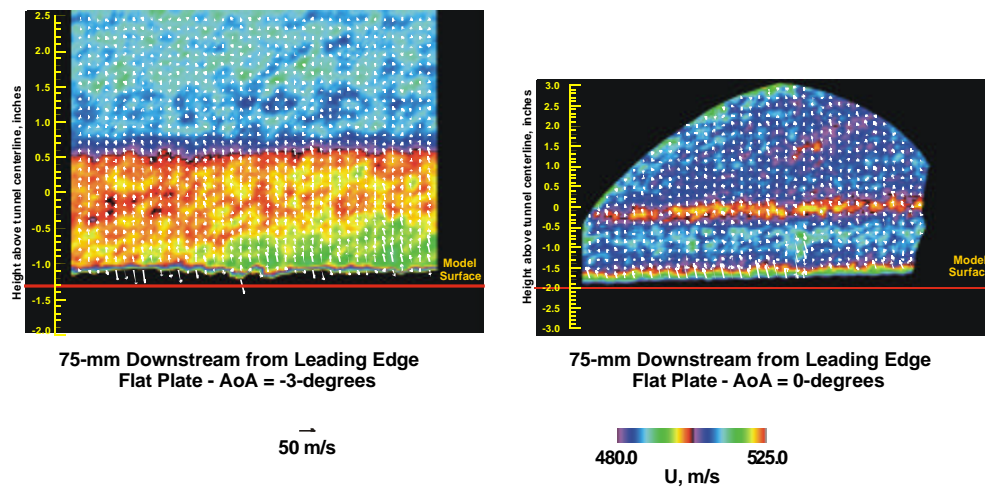 Height above tunnel centerline, inches
2.5
2.0
1.5
1.0
0.5
0
-0.5
-1.0
-1.5
-2.0
Model
Surface
75-mm Downstream from Leading Edge
Flat Plate - AoA = -3-degrees
50 m/s
Height above tunnel centerline, inches
3.0
2.5
2.0
1.5
1.0
0.5
0
-0.5
-1.0
-1.5
-2.0
-2.5
-3.0
Model
Surface
75-mm Downstream from Leading Edge
Flat Plate - AoA = 0-degrees
480.0 525.0
U, m/s